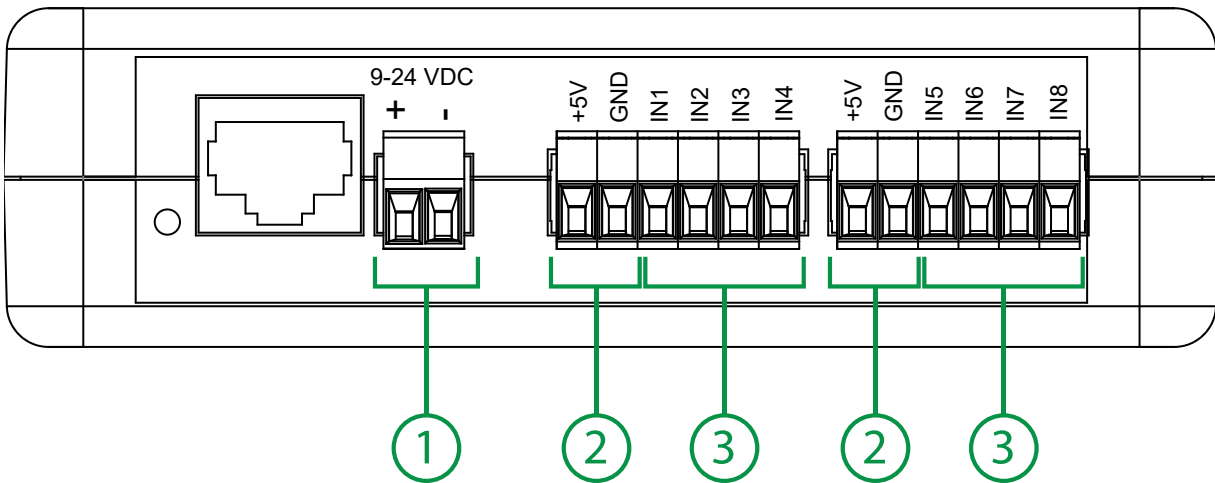 9-24 VDC
+ -
+5V GND IN1 IN2 IN3 IN4
+5V GND IN5 IN6 IN7 IN8
1 2 3 2 3